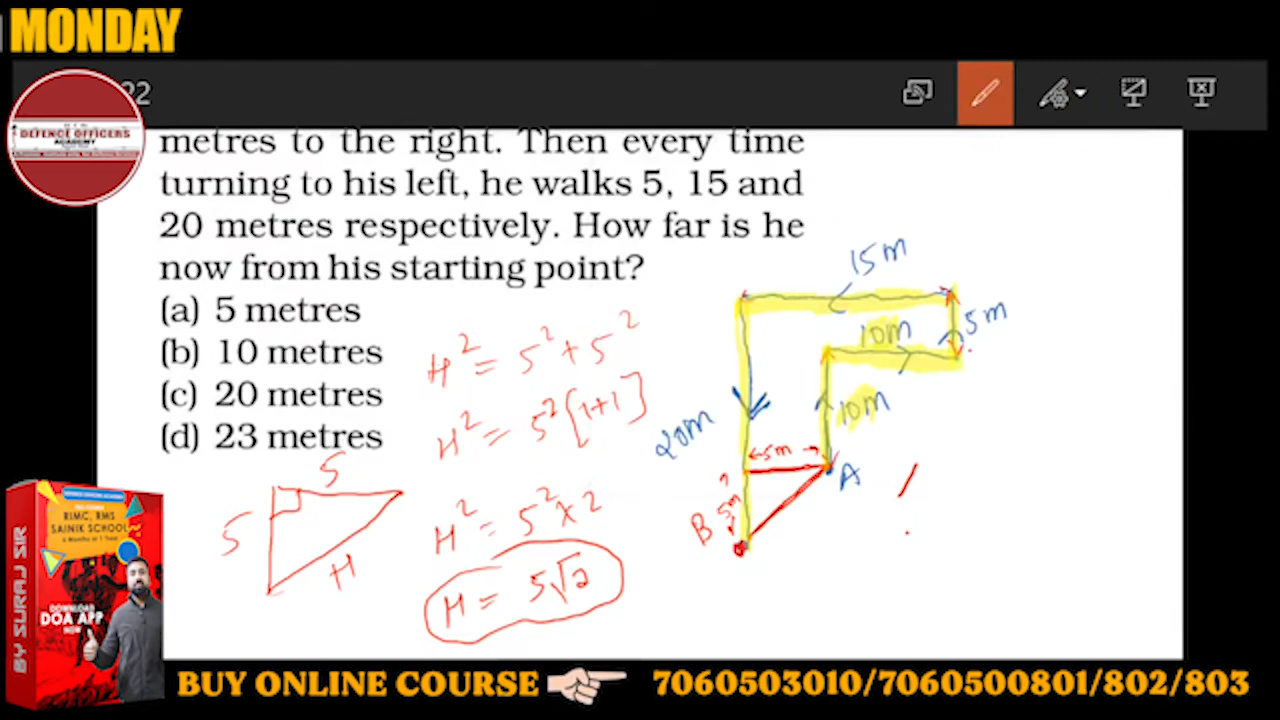 MONDAY
22
DEFENCE OFFICERS
ACADEMY
metres to the right. Then every time
turning to his left, he walks 5, 15 and
20 metres respectively. How far is he
now from his starting point?
(a) 5 metres
(b) 10 metres
(c) 20 metres
(d) 23 metres
H² = 5² + 5²
H² = 5² [1+1]
H² = 5² x 2
H = 5√2
5
5
H
15m
5m
10m
10m
20m
5m
A
5m
B
DEFENCE OFFICERS ACADEMY
RIMC, RMS
SAINIK SCHOOL
DOWNLOAD
DOA APP
NOW
BY SURAJ SIR
BUY ONLINE COURSE
7060503010/7060500801/802/803